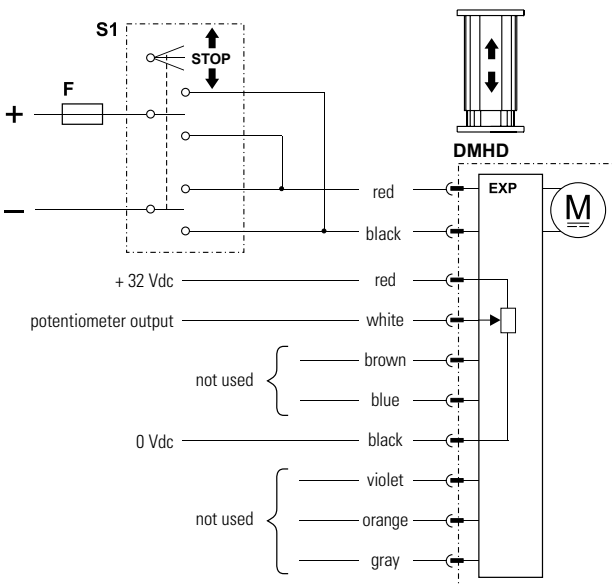 S1
STOP
F
+
–
DMHD
EXP
M
red
black
+ 32 Vdc
red
potentiometer output
white
brown
not used
blue
0 Vdc
black
violet
not used
orange
gray